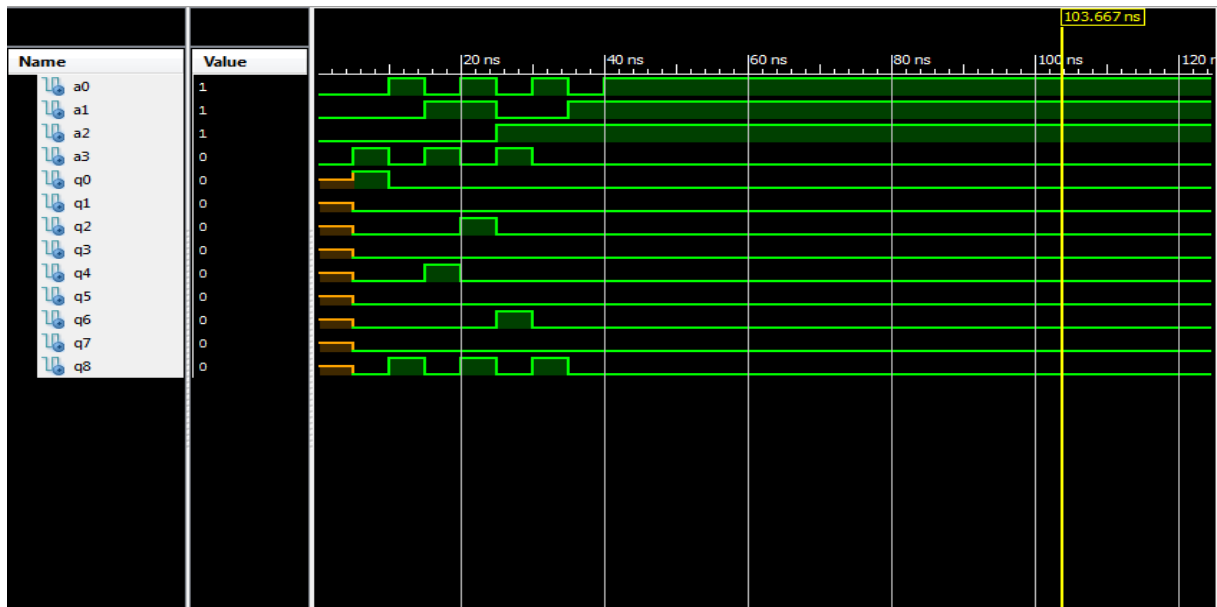 103.667 ns
Name Value
20 ns 40 ns 60 ns 80 ns 100 ns 120 n
a0 1
a1 1
a2 1
a3 0
q0 0
q1 0
q2 0
q3 0
q4 0
q5 0
q6 0
q7 0
q8 0